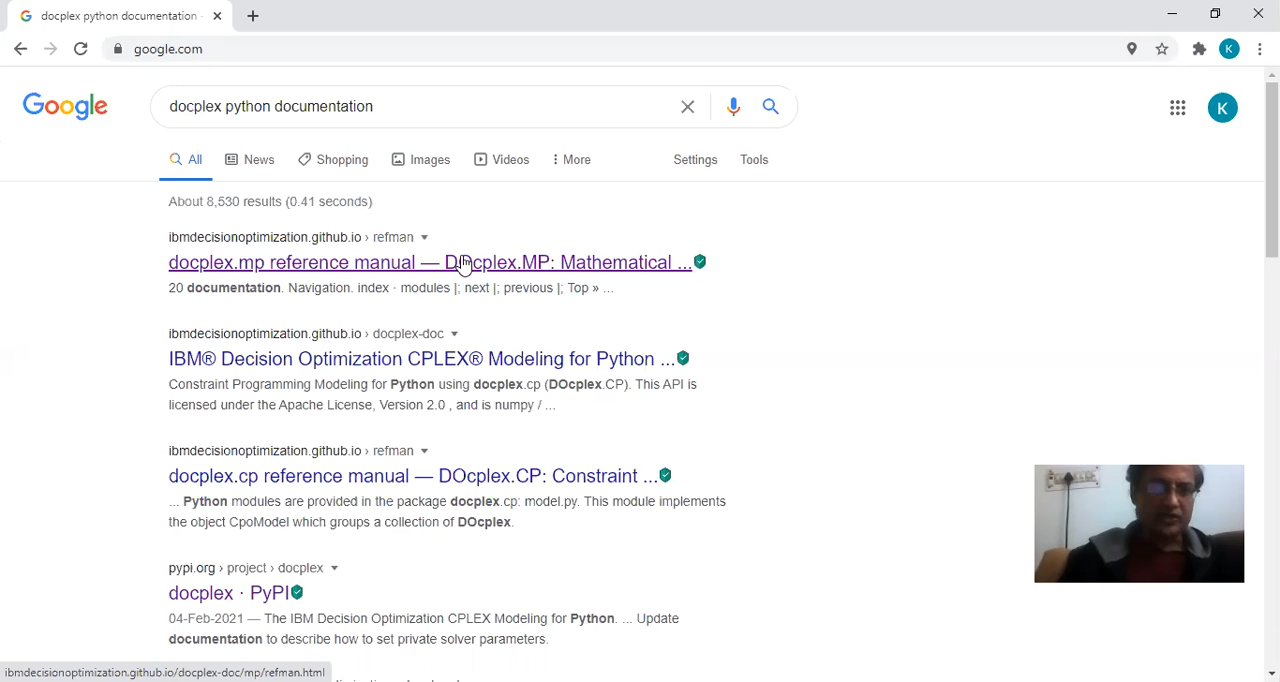 docplex python documentation
google.com
K
Google
docplex python documentation
K
All
News
Shopping
Images
Videos
More
Settings
Tools
About 8,530 results (0.41 seconds)
ibmdecisionoptimization.github.io › refman
docplex.mp reference manual — DOcplex.MP: Mathematical ...
20 documentation. Navigation. index · modules |; next |; previous |; Top » ...
ibmdecisionoptimization.github.io › docplex-doc
IBM® Decision Optimization CPLEX® Modeling for Python ...
Constraint Programming Modeling for Python using docplex.cp (DOcplex.CP). This API is
licensed under the Apache License, Version 2.0 , and is numpy / ...
ibmdecisionoptimization.github.io › refman
docplex.cp reference manual — DOcplex.CP: Constraint ...
... Python modules are provided in the package docplex.cp: model.py. This module implements
the object CpoModel which groups a collection of DOcplex.
pypi.org › project › docplex
docplex · PyPI
04-Feb-2021 — The IBM Decision Optimization CPLEX Modeling for Python. ... Update
documentation to describe how to set private solver parameters.
ibmdecisionoptimization.github.io/docplex-doc/mp/refman.html